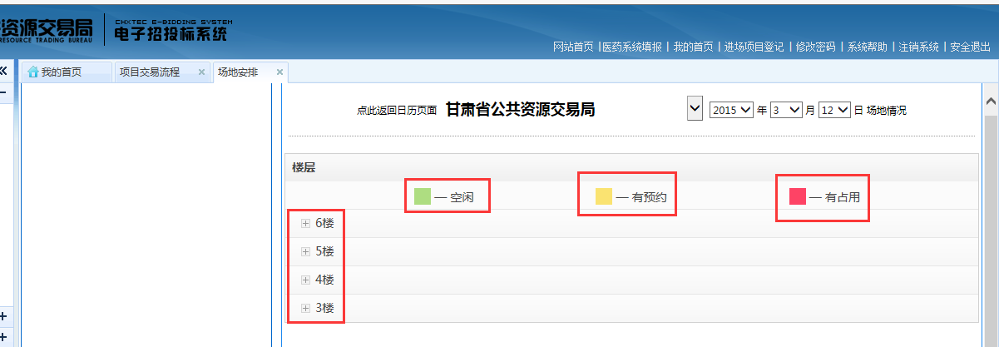 资源交易局
RESOURCE TRADING BUREAU
CHXTEC E-BIDDING SYSTEM
电子招投标系统
网站首页 | 医药系统填报 | 我的首页 | 进场项目登记 | 修改密码 | 系统帮助 | 注销系统 | 安全退出
我的首页 项目交易流程 场地安排
点此返回日历页面 甘肃省公共资源交易局 2015 年 3 月 12 日 场地情况
楼层
— 空闲 — 有预约 — 有占用
6楼
5楼
4楼
3楼